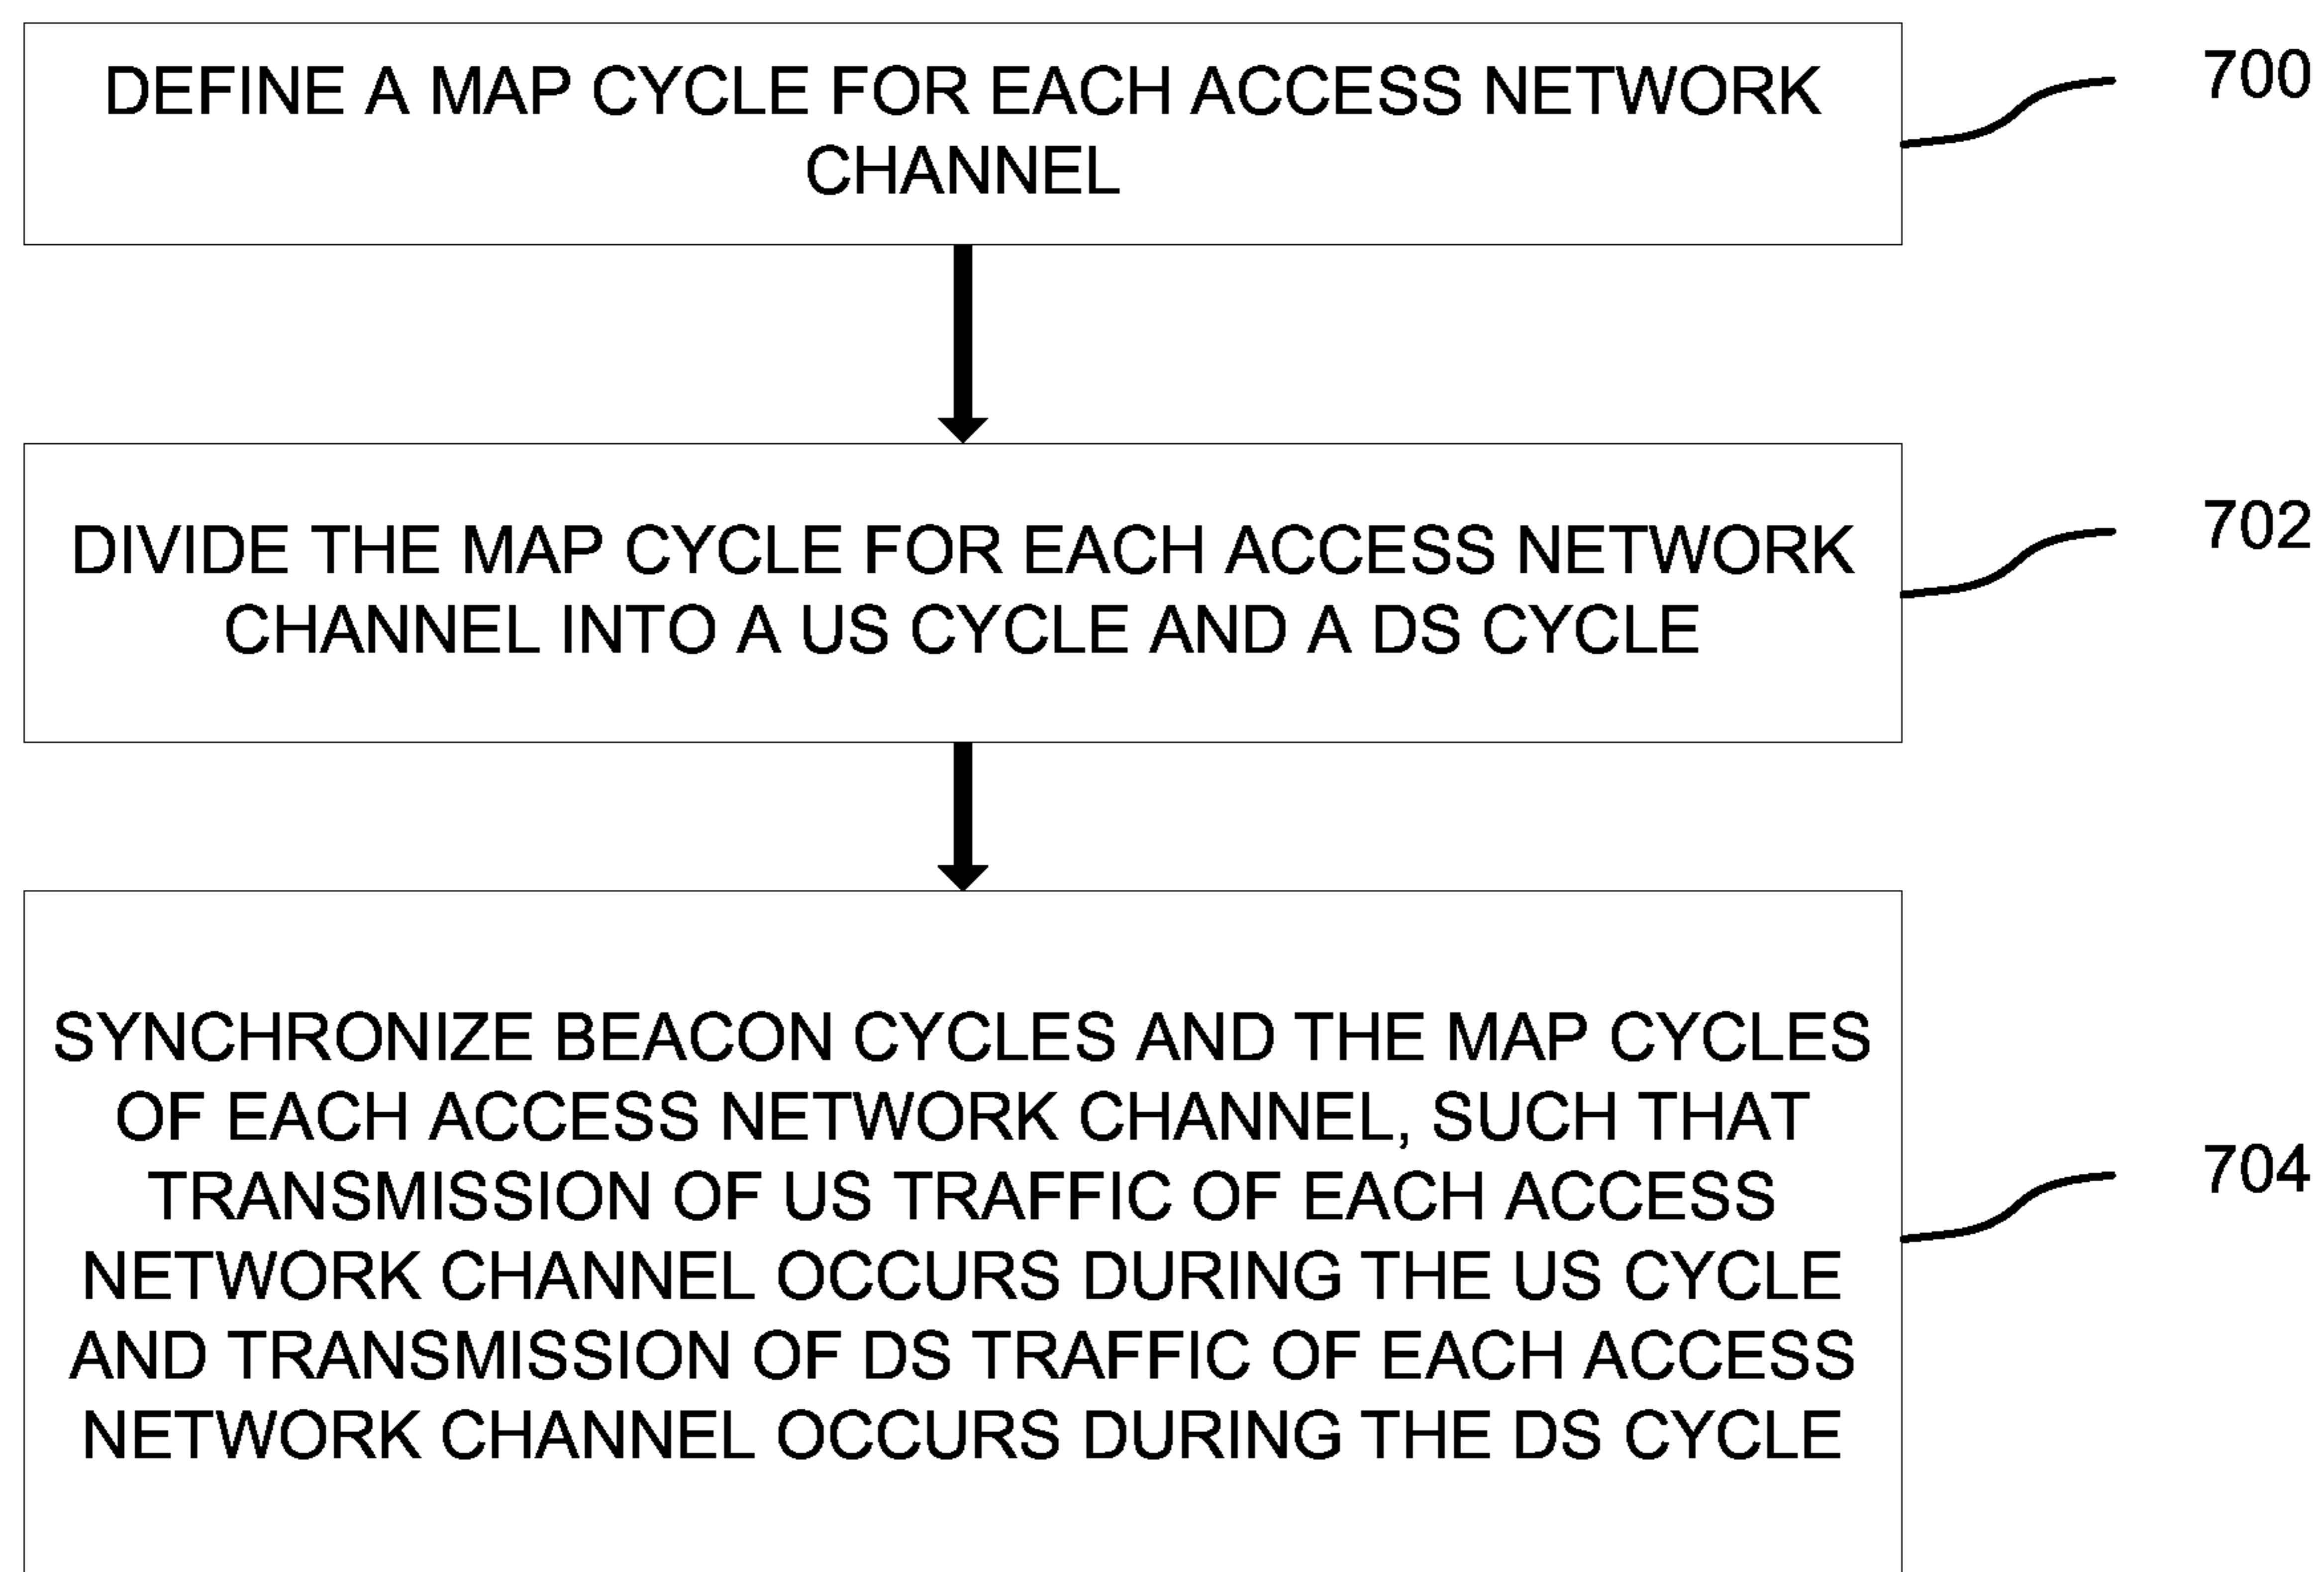 DEFINE A MAP CYCLE FOR EACH ACCESS NETWORK
CHANNEL
700
DIVIDE THE MAP CYCLE FOR EACH ACCESS NETWORK
CHANNEL INTO A US CYCLE AND A DS CYCLE
702
SYNCHRONIZE BEACON CYCLES AND THE MAP CYCLES
OF EACH ACCESS NETWORK CHANNEL, SUCH THAT
TRANSMISSION OF US TRAFFIC OF EACH ACCESS
NETWORK CHANNEL OCCURS DURING THE US CYCLE
AND TRANSMISSION OF DS TRAFFIC OF EACH ACCESS
NETWORK CHANNEL OCCURS DURING THE DS CYCLE
704